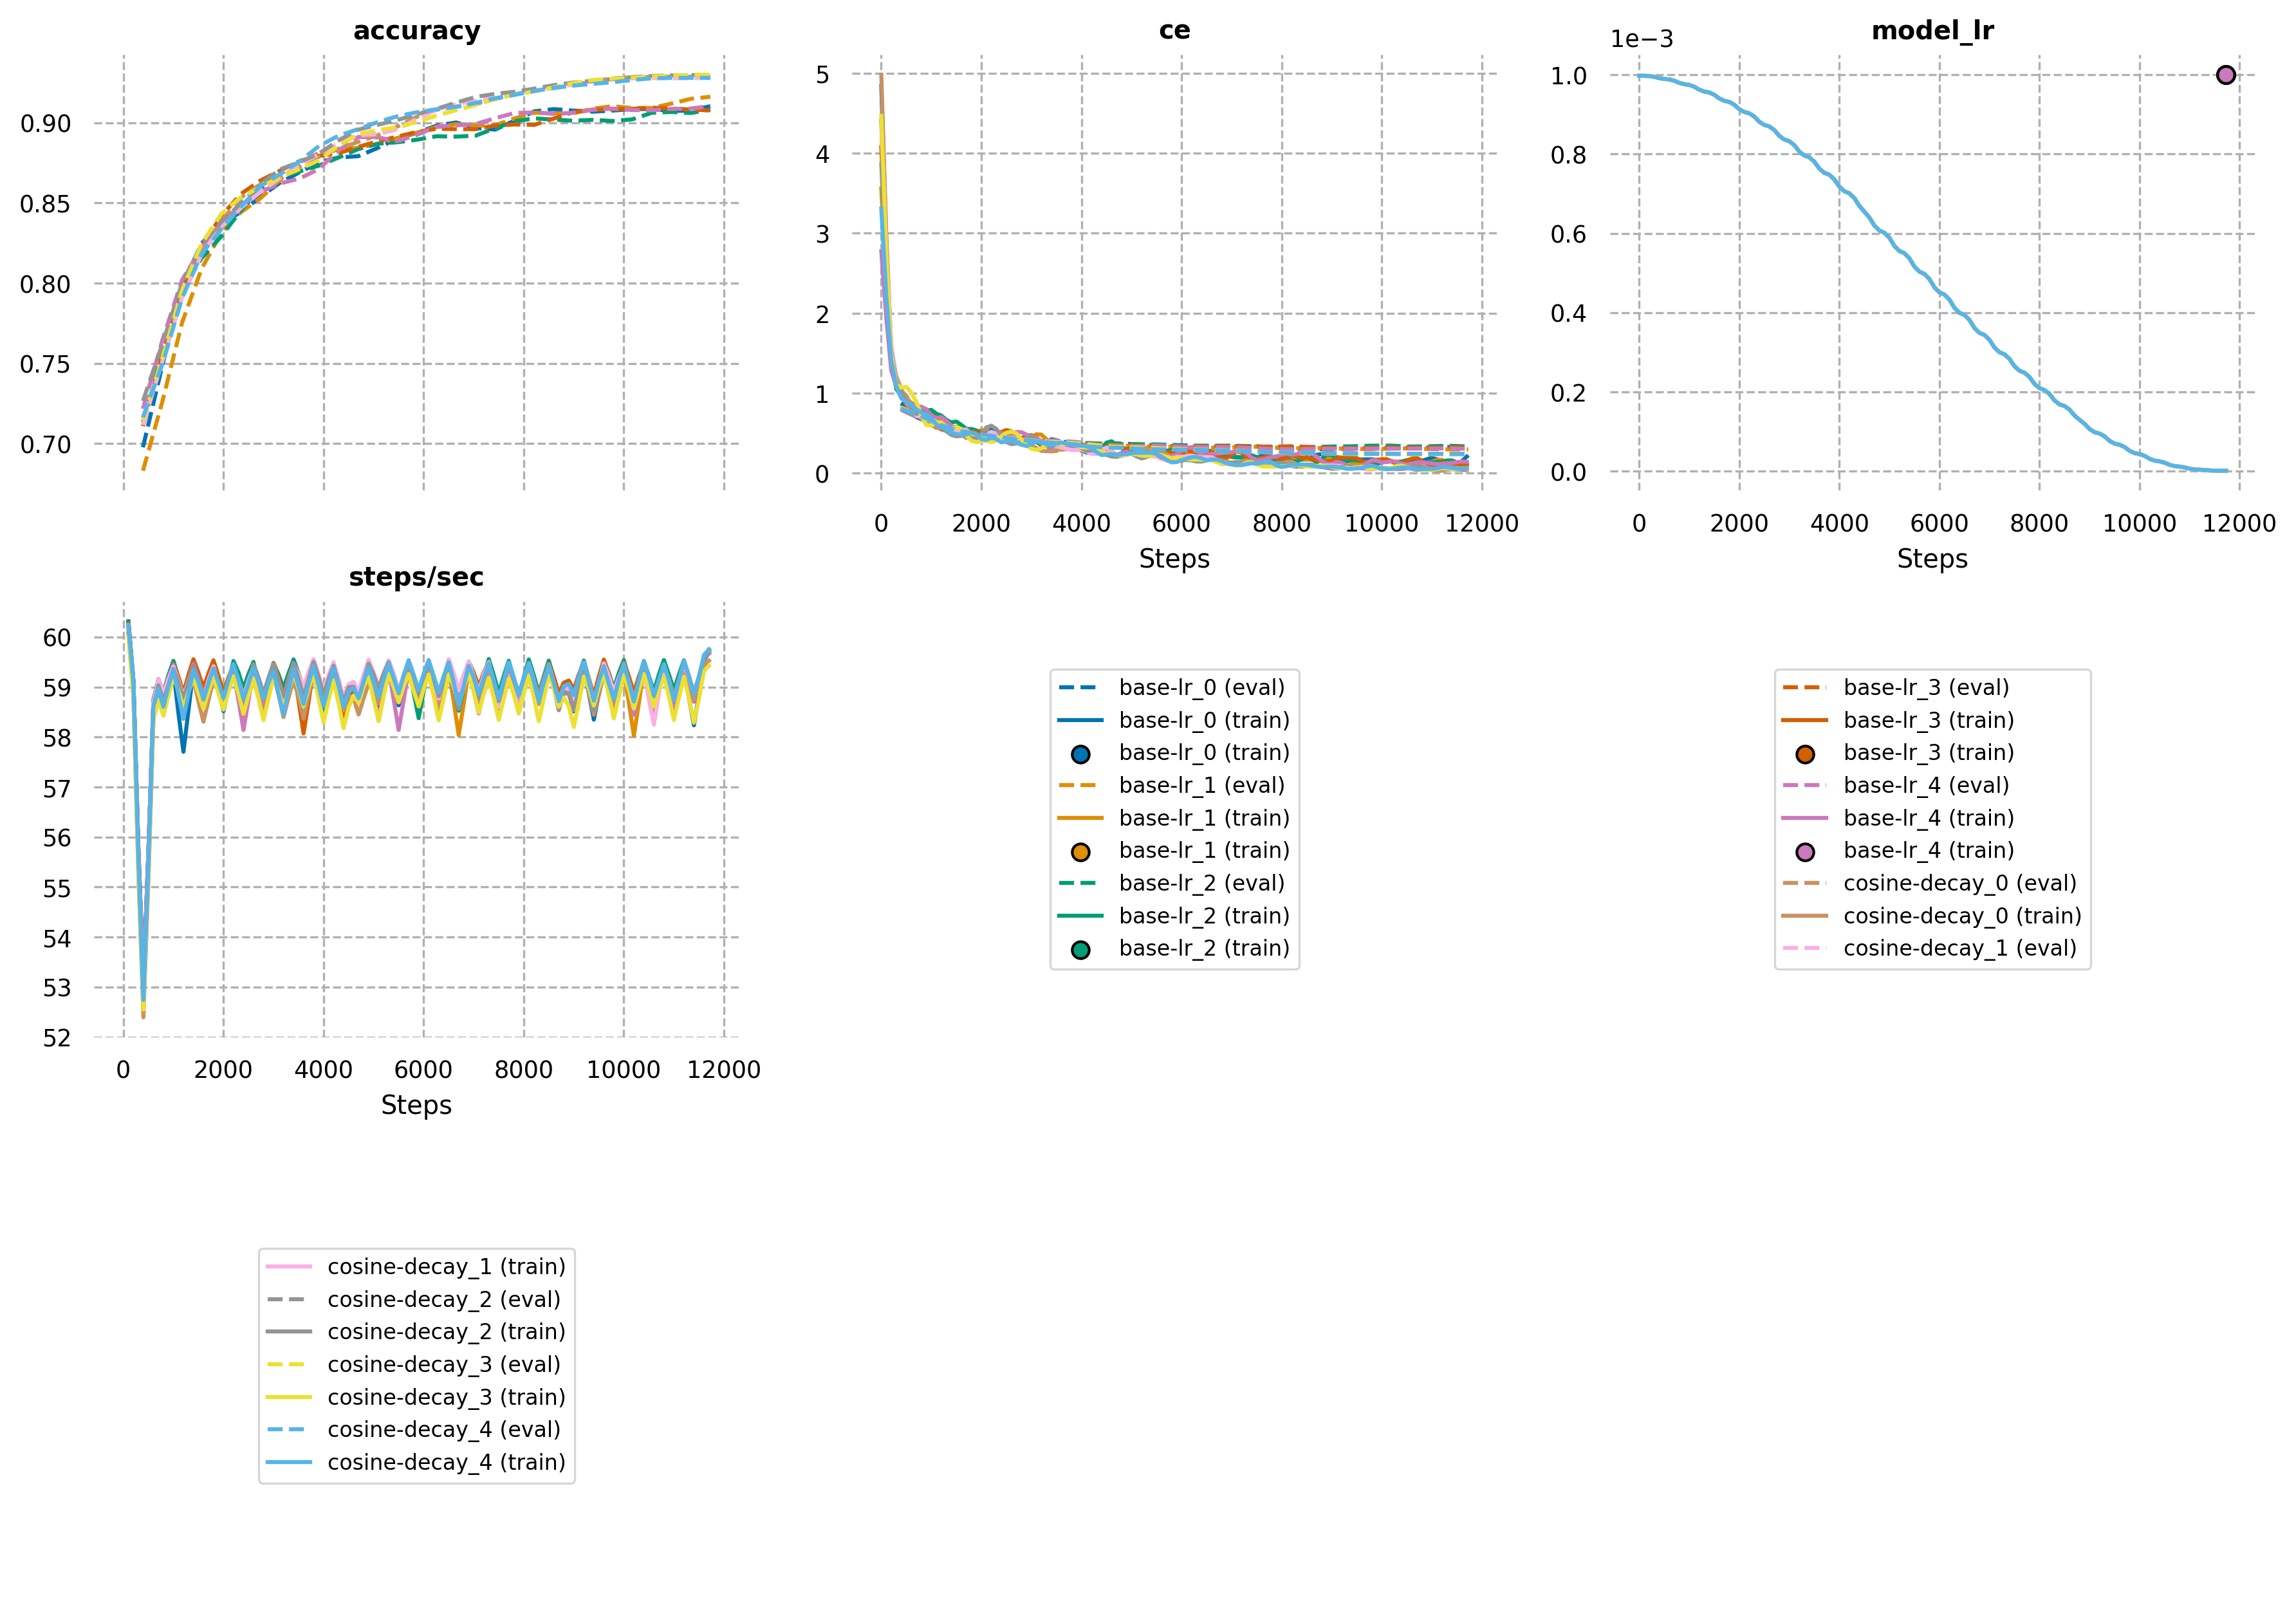 accuracy
0.90
0.85
0.80
0.75
0.70
ce
5
4
3
2
1
0
0 2000 4000 6000 8000 10000 12000
Steps
1e−3
model_lr
1.0
0.8
0.6
0.4
0.2
0.0
0 2000 4000 6000 8000 10000 12000
Steps
steps/sec
60
59
58
57
56
55
54
53
52
0 2000 4000 6000 8000 10000 12000
Steps
base-lr_0 (eval)
base-lr_0 (train)
base-lr_0 (train)
base-lr_1 (eval)
base-lr_1 (train)
base-lr_1 (train)
base-lr_2 (eval)
base-lr_2 (train)
base-lr_2 (train)
base-lr_3 (eval)
base-lr_3 (train)
base-lr_3 (train)
base-lr_4 (eval)
base-lr_4 (train)
base-lr_4 (train)
cosine-decay_0 (eval)
cosine-decay_0 (train)
cosine-decay_1 (eval)
cosine-decay_1 (train)
cosine-decay_2 (eval)
cosine-decay_2 (train)
cosine-decay_3 (eval)
cosine-decay_3 (train)
cosine-decay_4 (eval)
cosine-decay_4 (train)